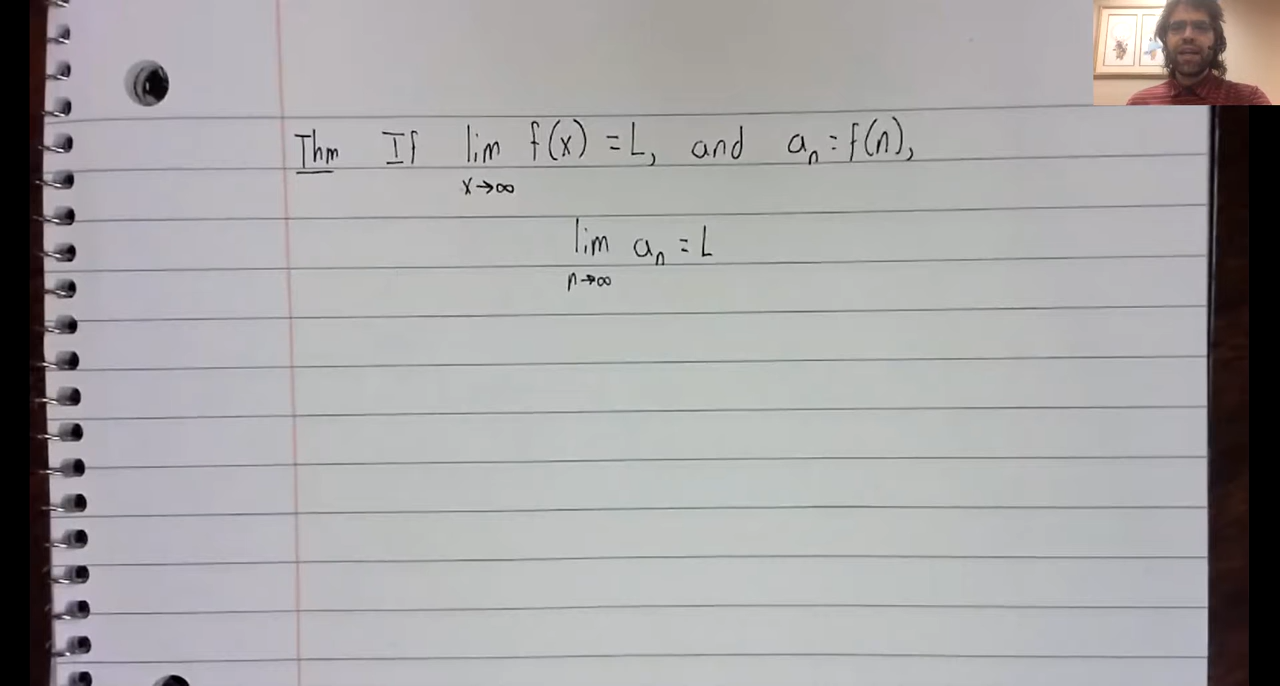 Thm If lim f(x) = L, and aₙ = f(n),
x→∞
lim aₙ = L
n→∞